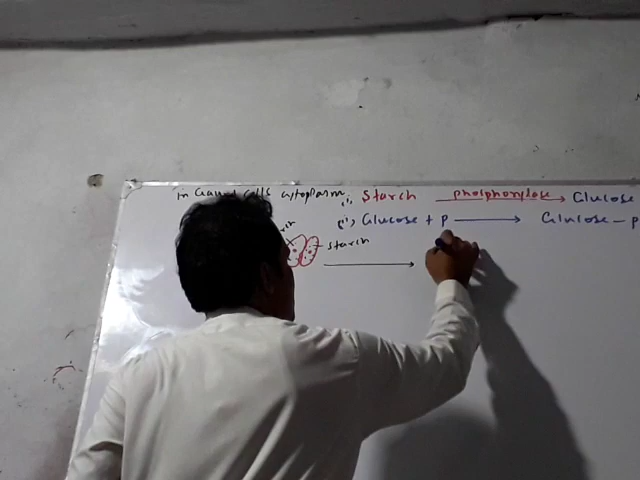 in Guard cells cytoplasm, (i), Starch phosphorylase Glucose
(ii), Glucose + P Glucose - P
Starch